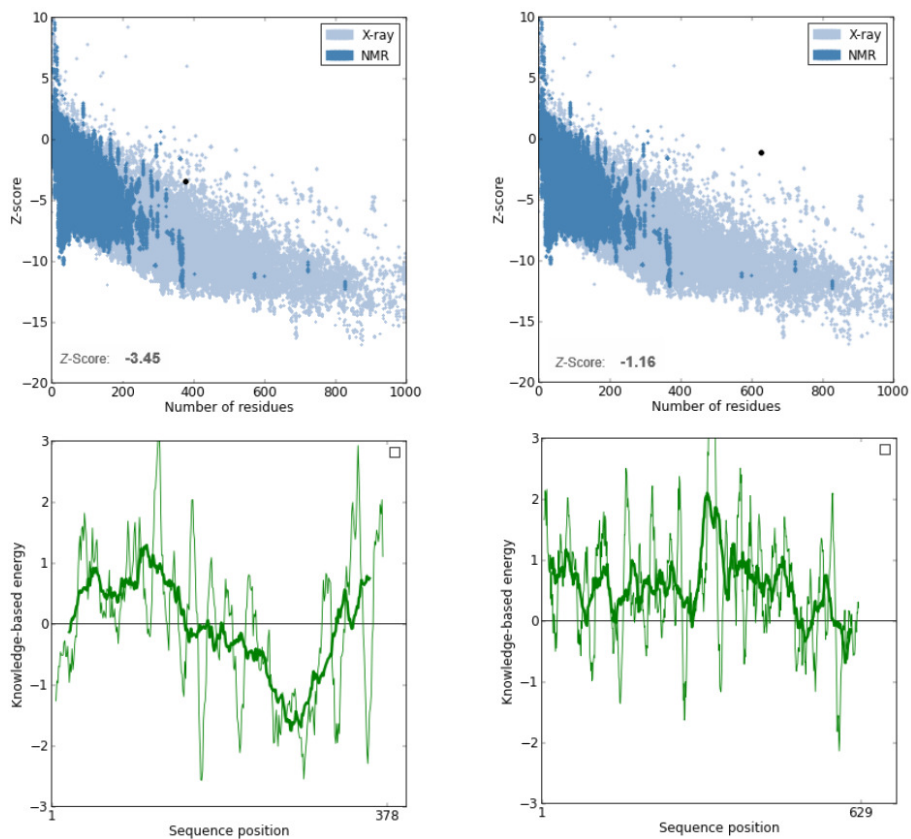 10
5
0
−5
−10
−15
−20
Z-score
0 200 400 600 800 1000
Number of residues
X-ray
NMR
Z-Score: -3.45
10
5
0
−5
−10
−15
−20
Z-score
0 200 400 600 800 1000
Number of residues
X-ray
NMR
Z-Score: -1.16
3
2
1
0
−1
−2
−3
Knowledge-based energy
1 378
Sequence position
3
2
1
0
−1
−2
−3
Knowledge-based energy
1 629
Sequence position